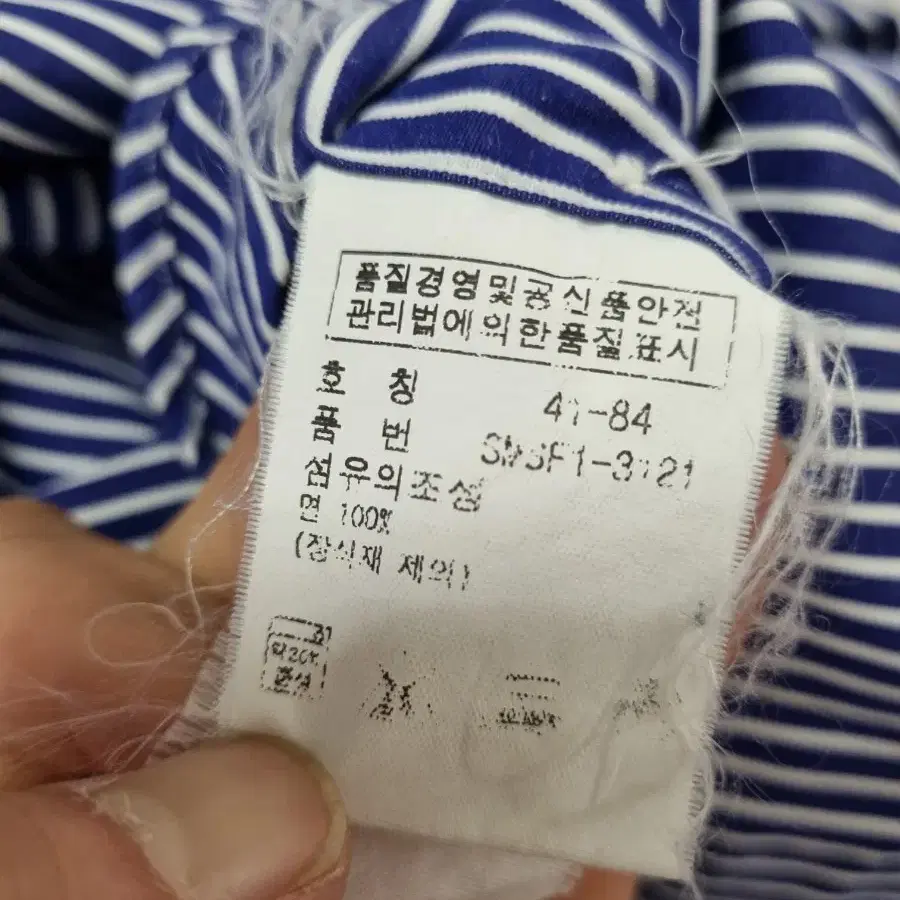 품질경영및공산품안전
관리법에의한품질표시
호 칭 41-84
품 번
섬유의조성
면 100%
(장식재 제외)